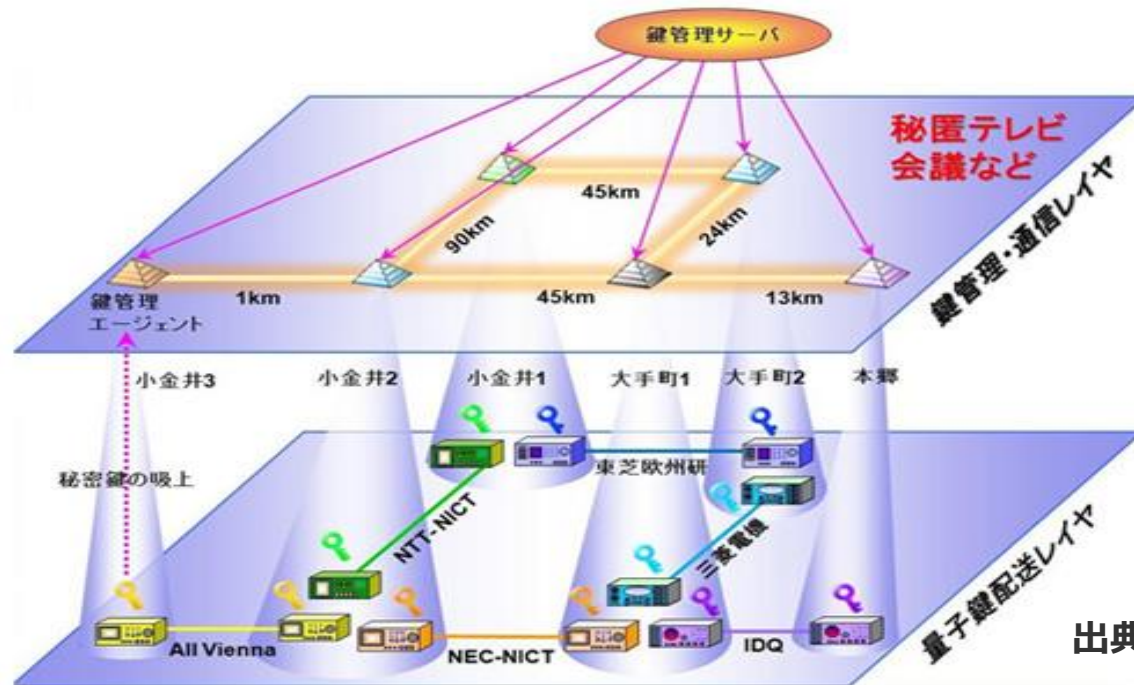 鍵管理サーバ
秘匿テレビ
会議など
鍵管理・通信レイヤ
45km
90km
24km
1km
45km
13km
鍵管理
エージェント
小金井3
小金井2
小金井1
大手町1
大手町2
本郷
秘密鍵の吸上
東芝欧州研
NTT-NICT
三菱電機
All Vienna
NEC-NICT
IDQ
量子鍵配送レイヤ
出典